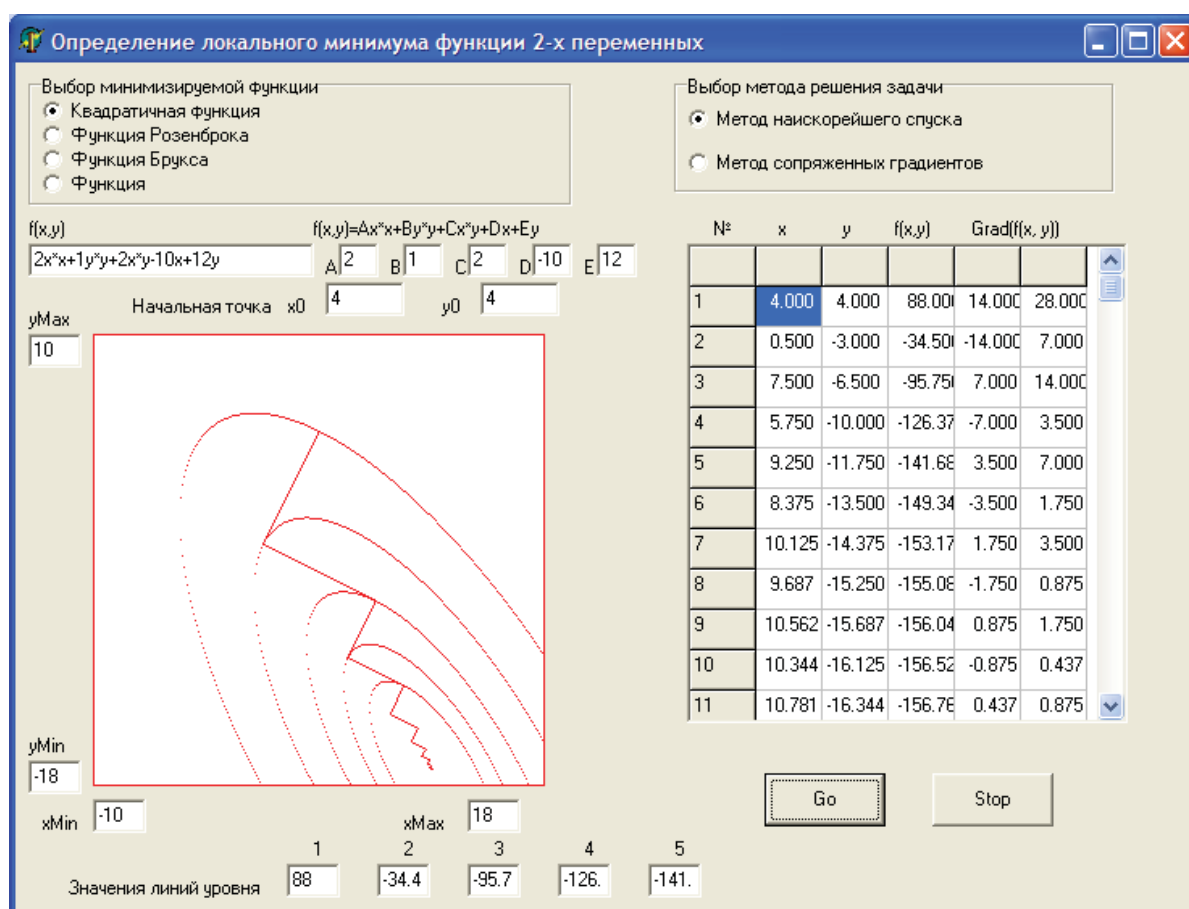 Определение локального минимума функции 2-х переменных
Выбор минимизируемой функции
Квадратичная функция
Функция Розенброка
Функция Брукса
Функция
Выбор метода решения задачи
Метод наискорейшего спуска
Метод сопряженных градиентов
f(x,y) f(x,y)=Ax*x+By*y+Cx*y+Dx+Ey
2x*x+1y*y+2x*y-10x+12y A 2 B 1 C 2 D -10 E 12
Начальная точка x0 4 y0 4
yMax
10
yMin
-18
xMin -10 xMax 18
1 2 3 4 5
Значения линий уровня 88 -34.4 -95.7 -126. -141.
№ x y f(x,y) Grad(f(x, y))
1 4.000 4.000 88.00 14.000 28.000
2 0.500 -3.000 -34.50 -14.000 7.000
3 7.500 -6.500 -95.75 7.000 14.000
4 5.750 -10.000 -126.37 -7.000 3.500
5 9.250 -11.750 -141.68 3.500 7.000
6 8.375 -13.500 -149.34 -3.500 1.750
7 10.125 -14.375 -153.17 1.750 3.500
8 9.687 -15.250 -155.08 -1.750 0.875
9 10.562 -15.687 -156.04 0.875 1.750
10 10.344 -16.125 -156.52 -0.875 0.437
11 10.781 -16.344 -156.76 0.437 0.875
Go Stop